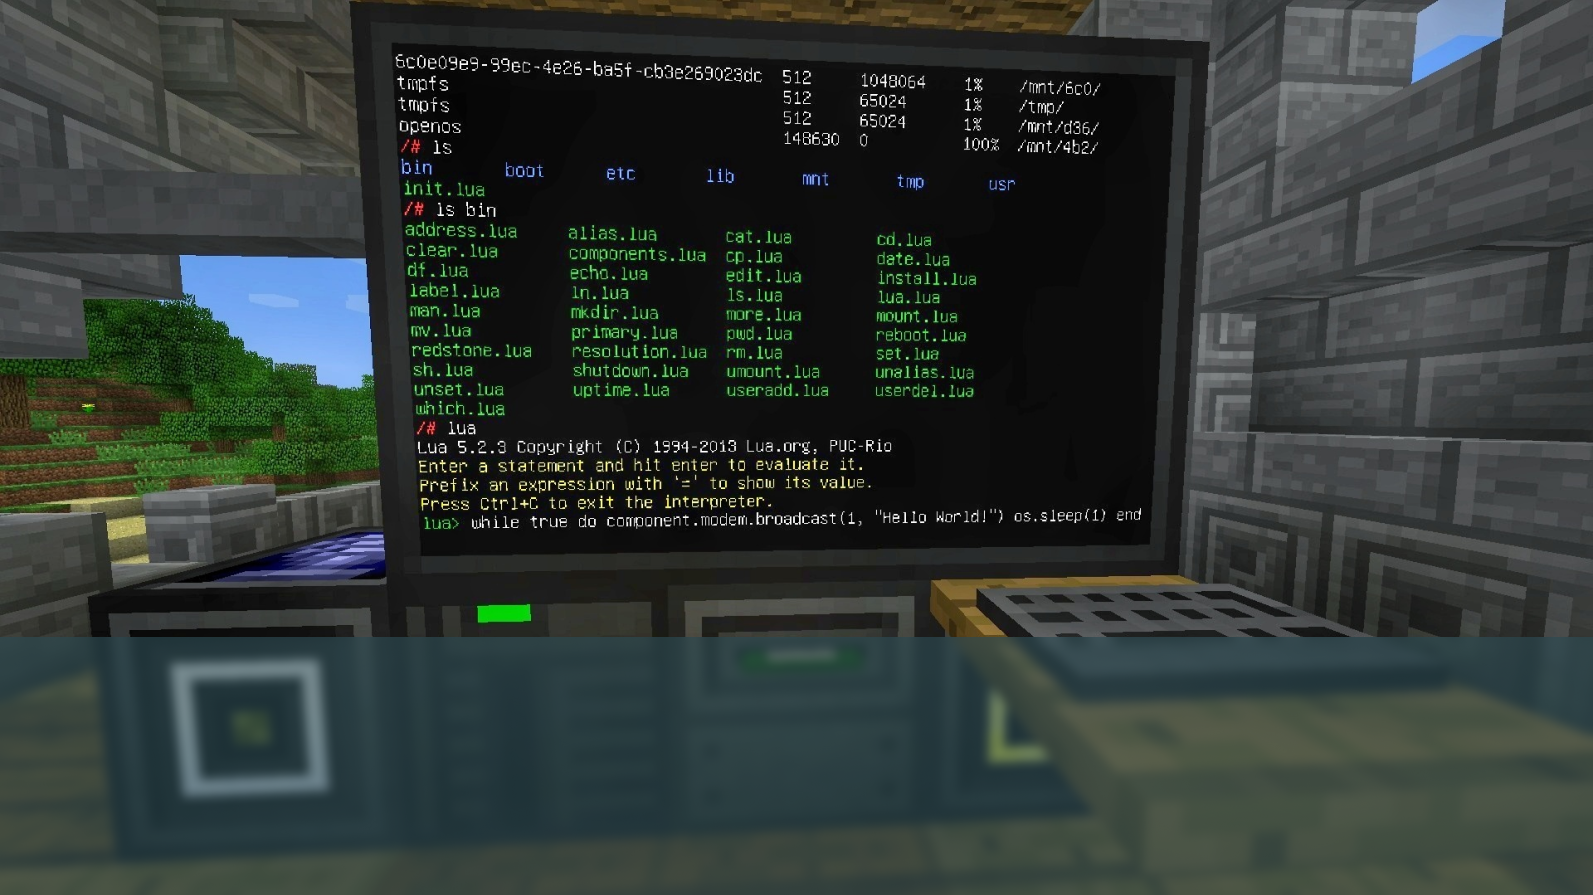 6c0e09e9-99ec-4e26-ba5f-cb3e269023dc 512 1048064 1% /mnt/6c0/
tmpfs 512 65024 1% /tmp/
tmpfs 512 65024 1% /mnt/d36/
openos 148630 0 100% /mnt/4b2/
/# ls
bin boot etc lib mnt tmp usr
init.lua
/# ls bin
address.lua alias.lua cat.lua cd.lua
clear.lua components.lua cp.lua date.lua
df.lua echo.lua edit.lua install.lua
label.lua ln.lua ls.lua lua.lua
man.lua mkdir.lua more.lua mount.lua
mv.lua primary.lua pwd.lua reboot.lua
redstone.lua resolution.lua rm.lua set.lua
sh.lua shutdown.lua umount.lua unalias.lua
unset.lua uptime.lua useradd.lua userdel.lua
which.lua
/# lua
Lua 5.2.3 Copyright (C) 1994-2013 Lua.org, PUC-Rio
Enter a statement and hit enter to evaluate it.
Prefix an expression with '=' to show its value.
Press Ctrl+C to exit the interpreter.
lua> while true do component.modem.broadcast(1, "Hello World!") os.sleep(1) end